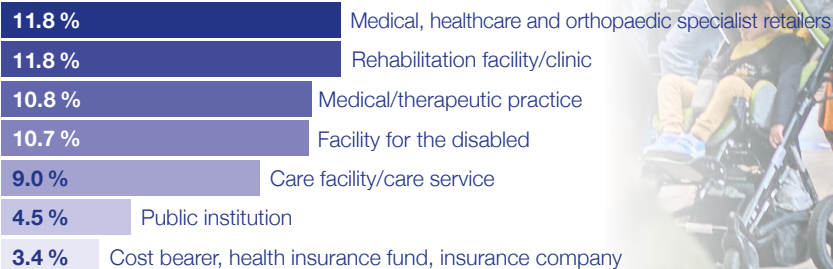 11.8 % Medical, healthcare and orthopaedic specialist retailers
11.8 % Rehabilitation facility/clinic
10.8 % Medical/therapeutic practice
10.7 % Facility for the disabled
9.0 % Care facility/care service
4.5 % Public institution
3.4 % Cost bearer, health insurance fund, insurance company